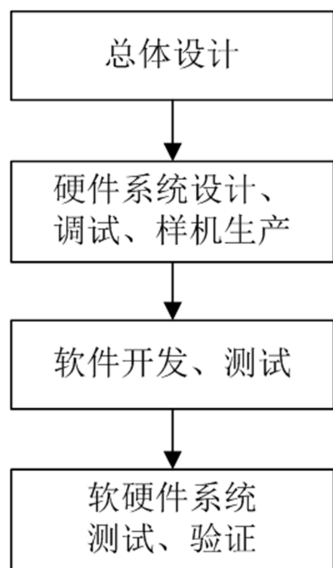 总体设计
硬件系统设计、
调试、样机生产
软件开发、测试
软硬件系统
测试、验证